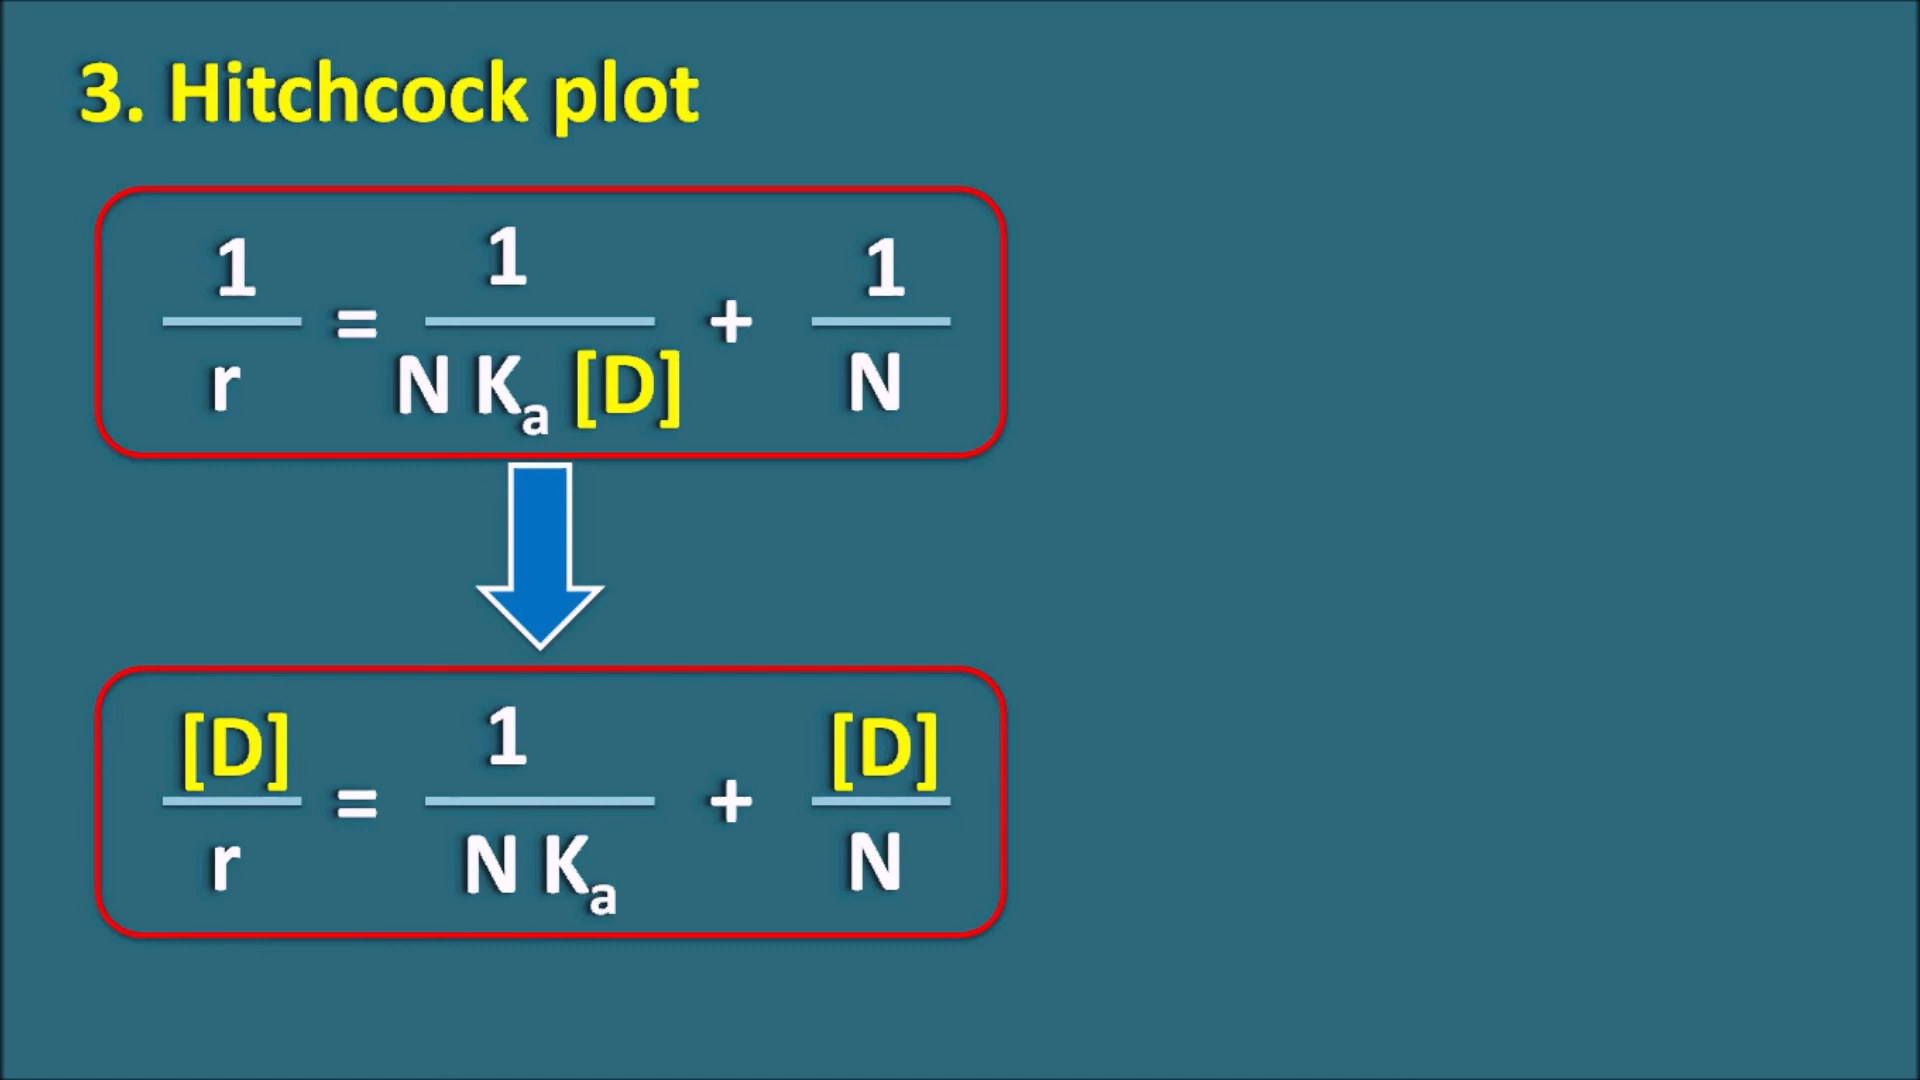 3. Hitchcock plot
1/r = 1/(N Kₐ [D]) + 1/N
[D]/r = 1/(N Kₐ) + [D]/N